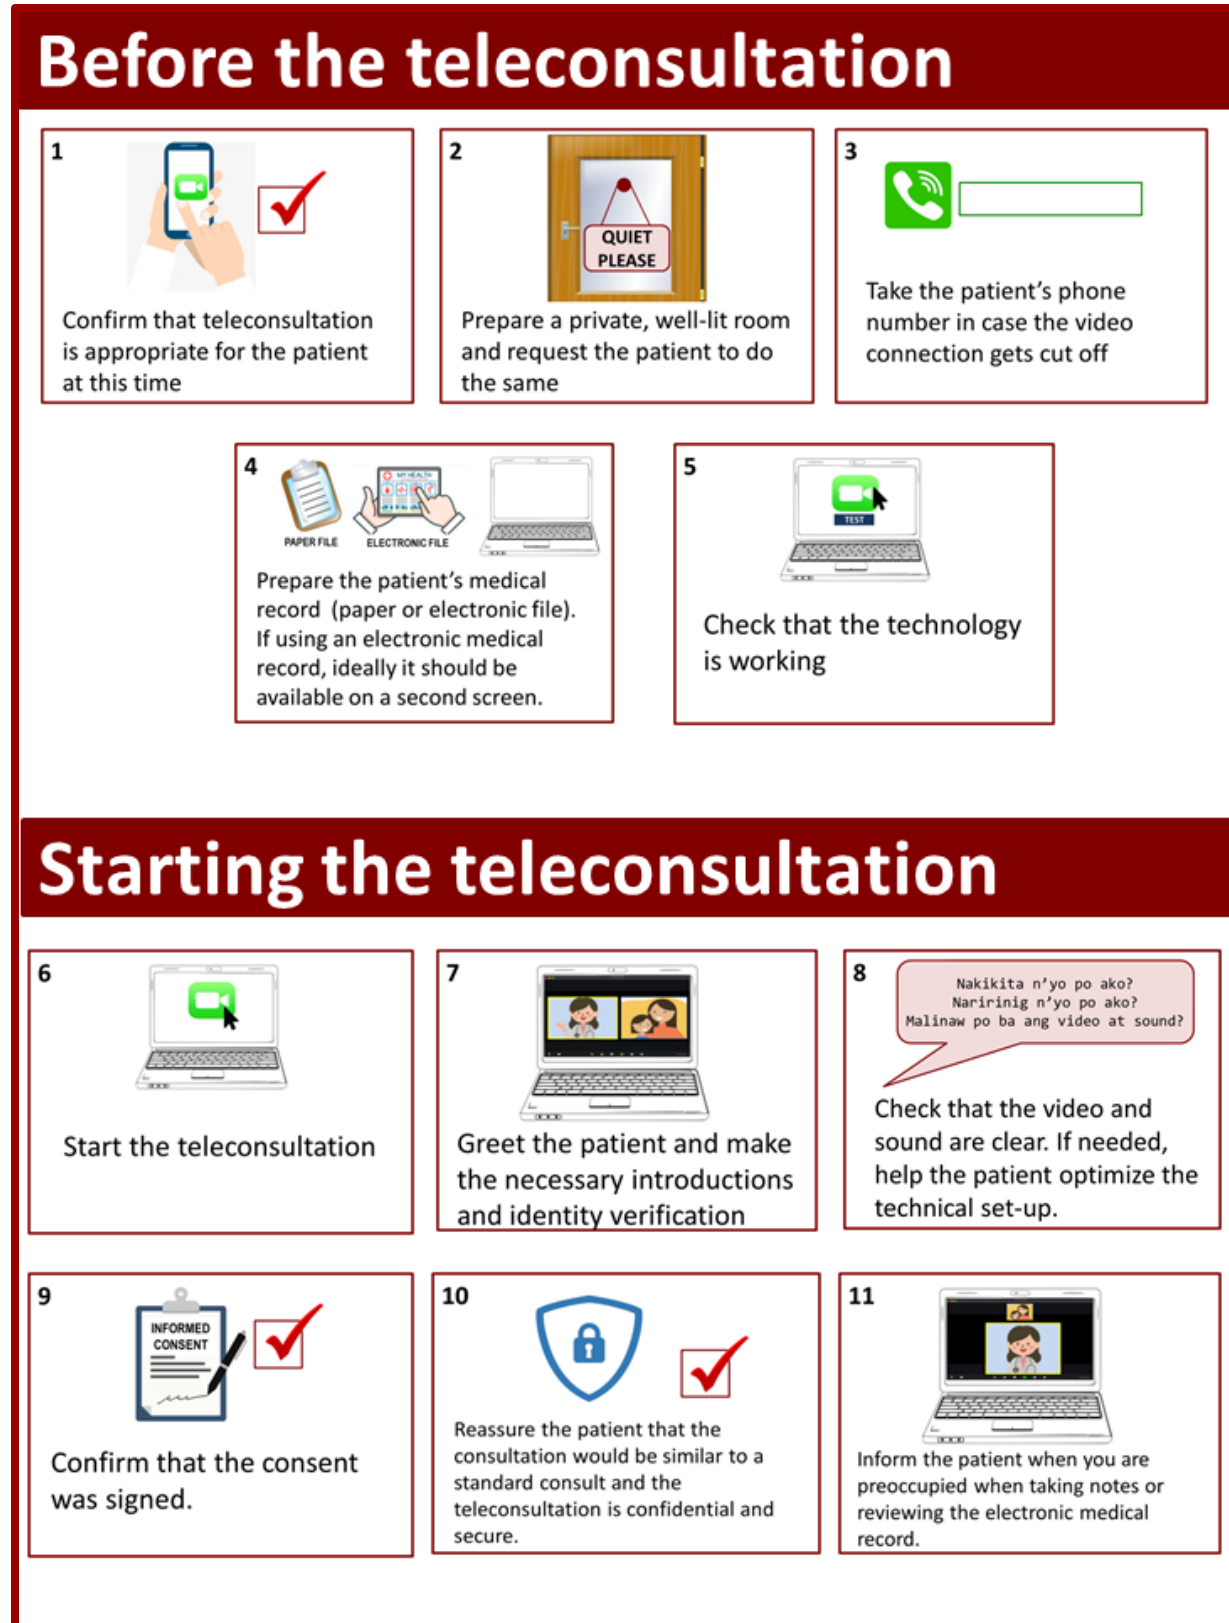 Before the teleconsultation
1
Confirm that teleconsultation
is appropriate for the patient
at this time
2
QUIET
PLEASE
Prepare a private, well-lit room
and request the patient to do
the same
3
Take the patient's phone
number in case the video
connection gets cut off
4
MY HEALTH
PAPER FILE
ELECTRONIC FILE
Prepare the patient's medical
record (paper or electronic file).
If using an electronic medical
record, ideally it should be
available on a second screen.
5
TEST
Check that the technology
is working
Starting the teleconsultation
6
Start the teleconsultation
7
Greet the patient and make
the necessary introductions
and identity verification
8
Nakikita n'yo po ako?
Naririnig n'yo po ako?
Malinaw po ba ang video at sound?
Check that the video and
sound are clear. If needed,
help the patient optimize the
technical set-up.
9
INFORMED
CONSENT
Confirm that the consent
was signed.
10
Reassure the patient that the
consultation would be similar to a
standard consult and the
teleconsultation is confidential and
secure.
11
Inform the patient when you are
preoccupied when taking notes or
reviewing the electronic medical
record.